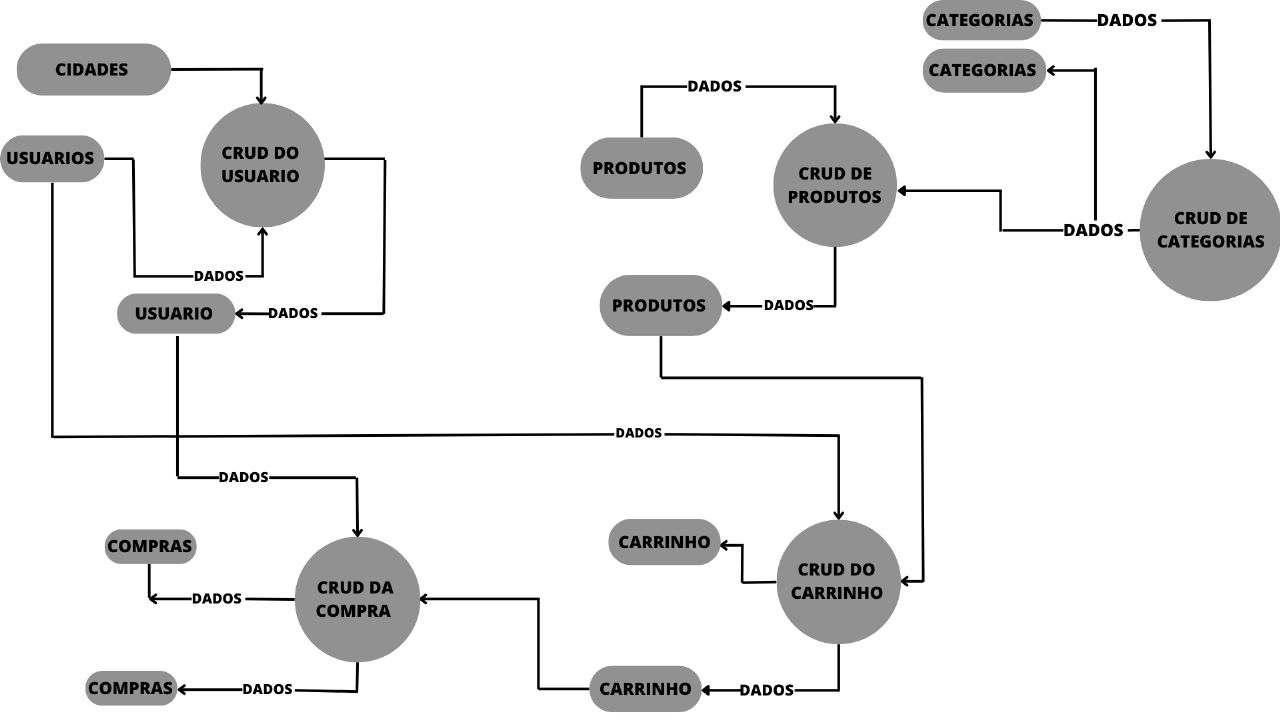 CATEGORIAS
DADOS
CIDADES
CATEGORIAS
DADOS
USUARIOS
CRUD DO
USUARIO
PRODUTOS
CRUD DE
PRODUTOS
CRUD DE
CATEGORIAS
DADOS
DADOS
USUARIO
DADOS
PRODUTOS
DADOS
DADOS
DADOS
COMPRAS
CARRINHO
CRUD DO
CARRINHO
CRUD DA
COMPRA
DADOS
COMPRAS
DADOS
CARRINHO
DADOS